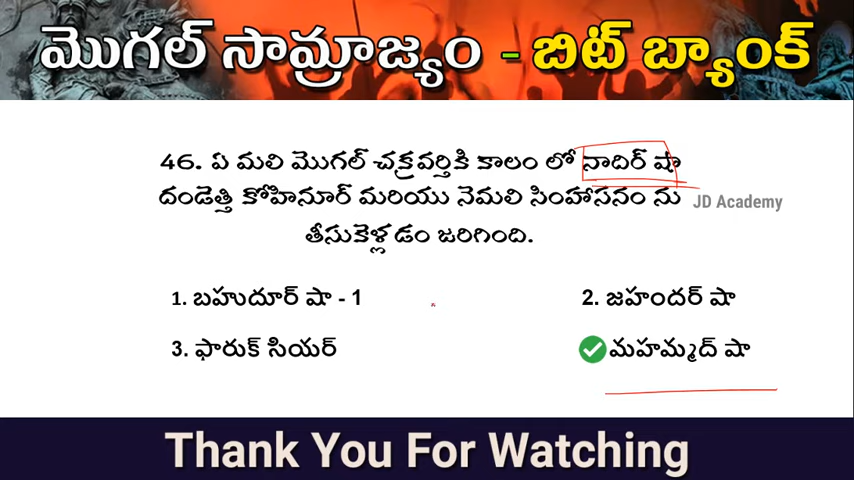 మొగల్ సామ్రాజ్యం - బిట్ బ్యాంక్
46. ఏ మలి మొగల్ చక్రవర్తికి కాలం లో నాదిర్ షా
దండెత్తి కోహినూర్ మరియు నెమలి సింహాసనం ను
JD Academy
తీసుకెళ్లడం జరిగింది.
1. బహుదూర్ షా - 1
2. జహందర్ షా
3. ఫారుక్ సియర్
మహమ్మద్ షా
Thank You For Watching